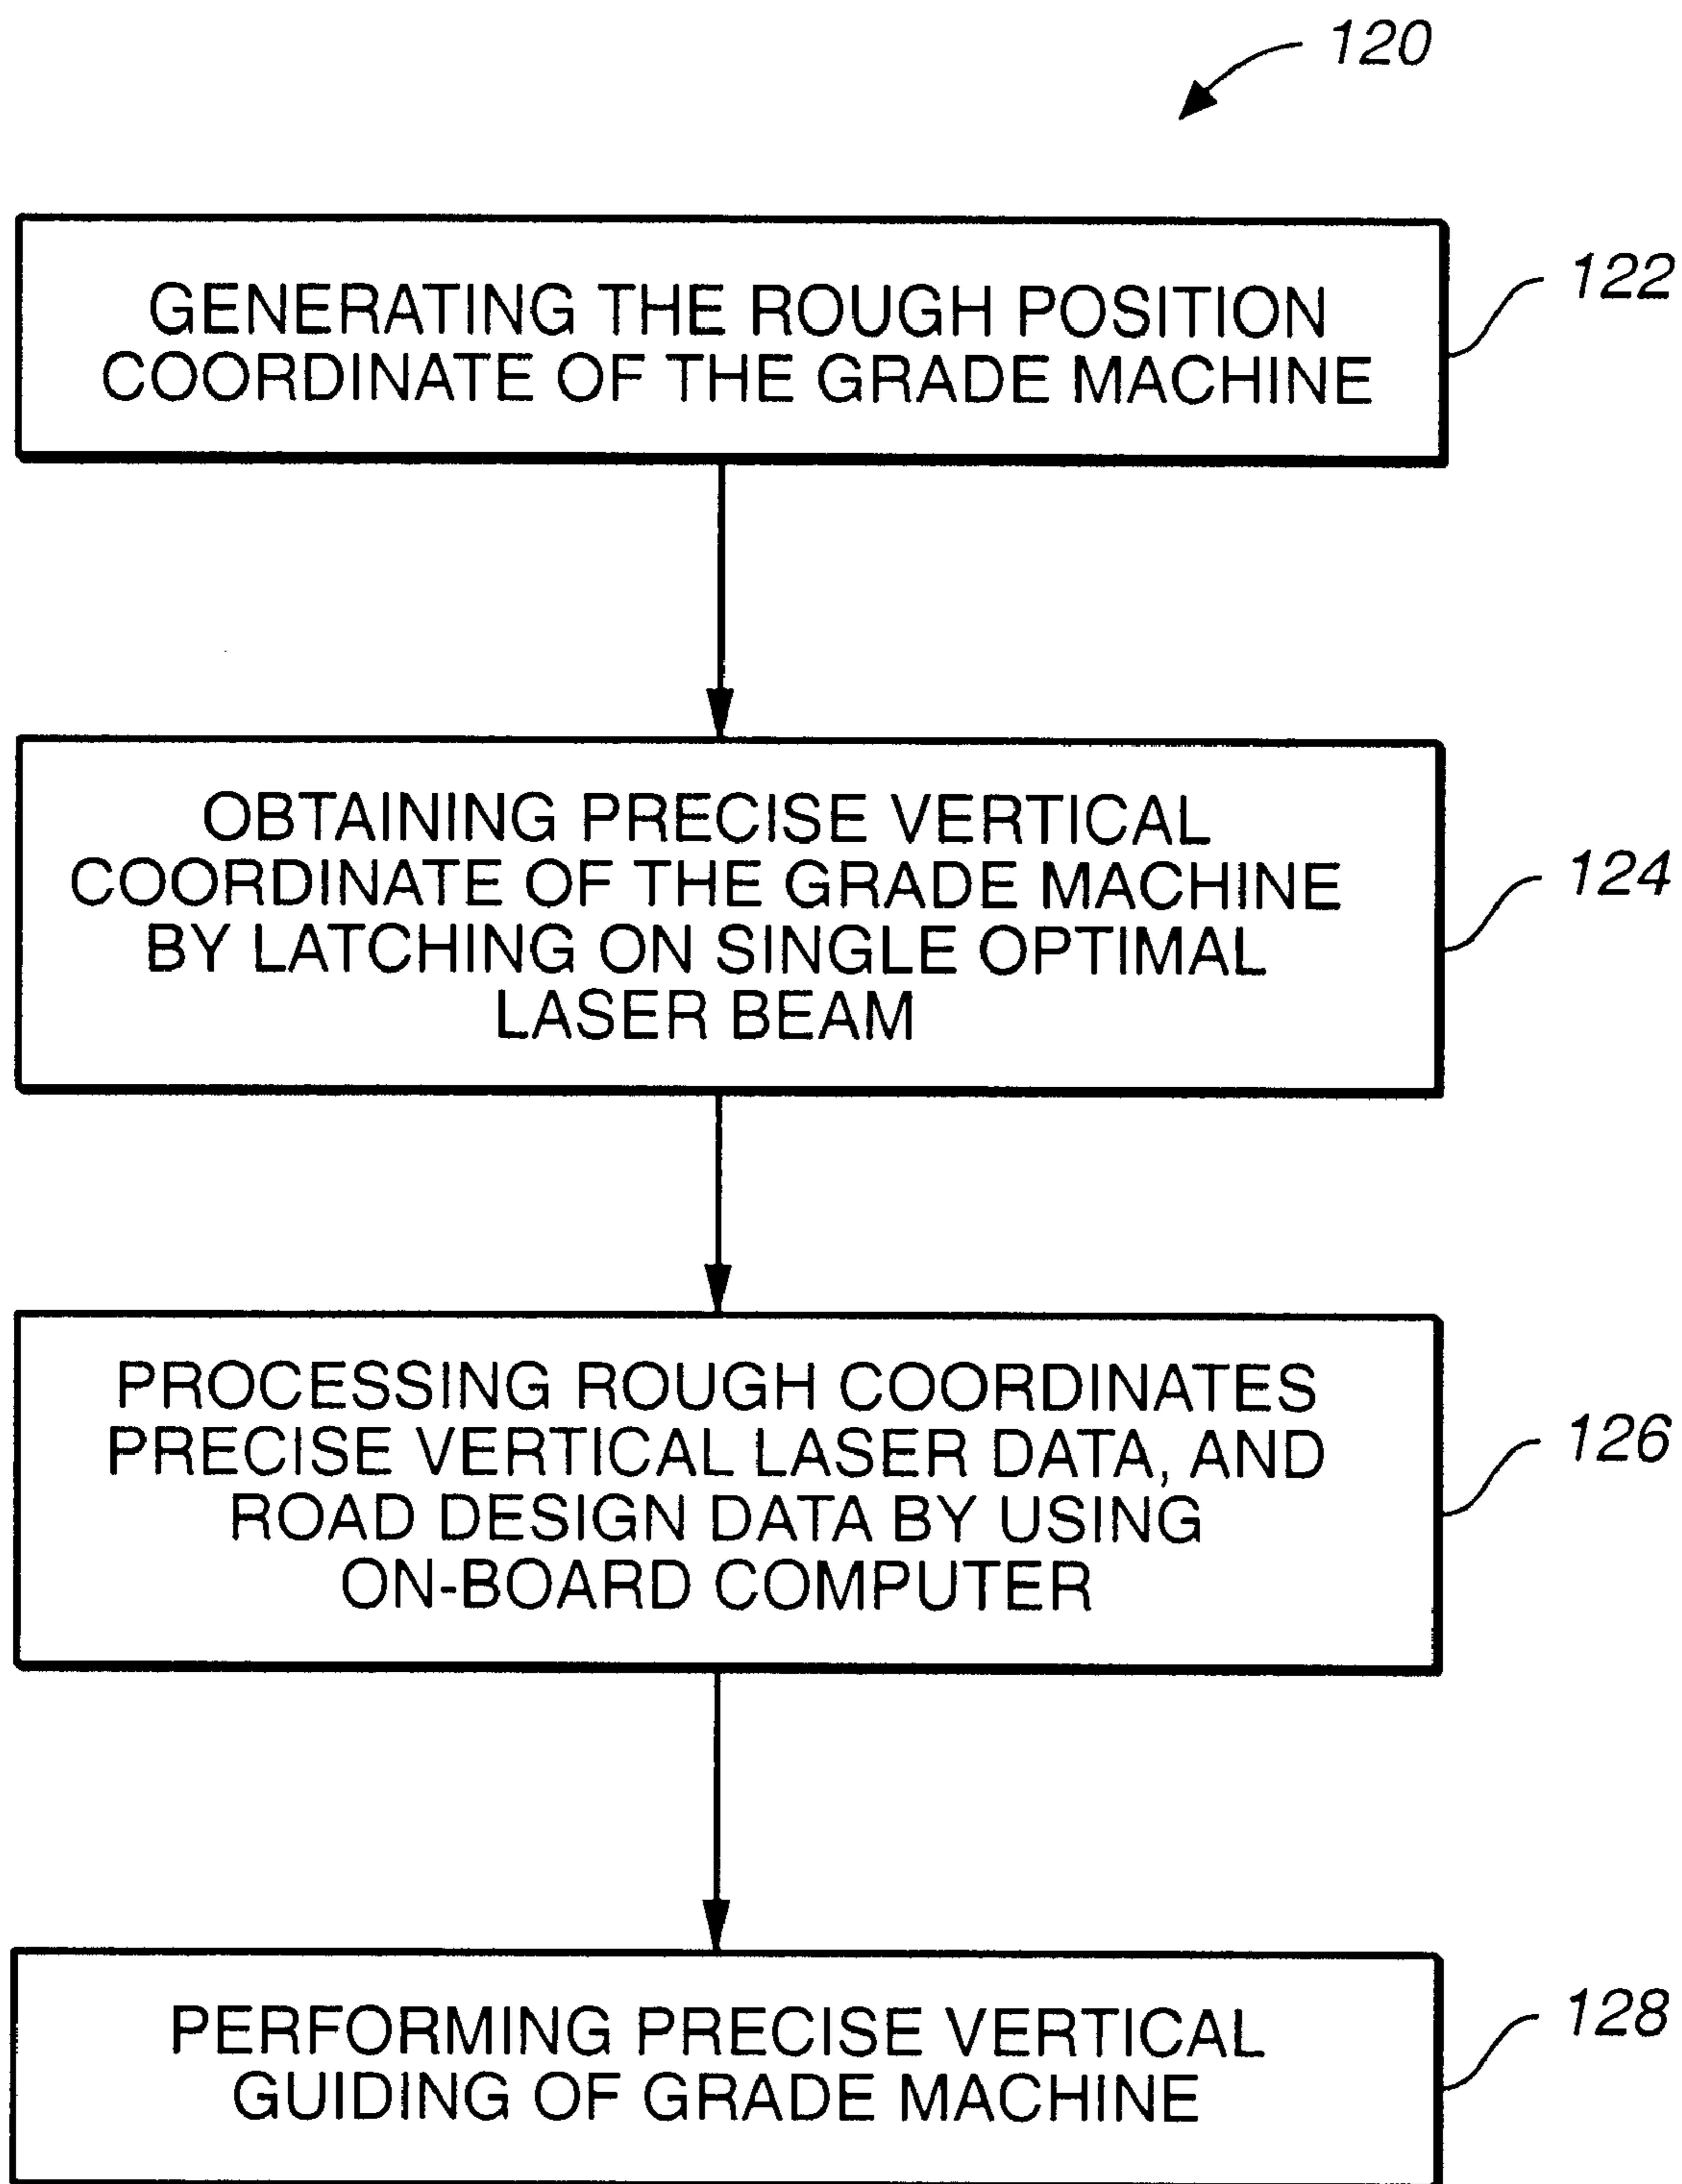 120
GENERATING THE ROUGH POSITION
COORDINATE OF THE GRADE MACHINE
122
OBTAINING PRECISE VERTICAL
COORDINATE OF THE GRADE MACHINE
BY LATCHING ON SINGLE OPTIMAL
LASER BEAM
124
PROCESSING ROUGH COORDINATES
PRECISE VERTICAL LASER DATA, AND
ROAD DESIGN DATA BY USING
ON-BOARD COMPUTER
126
PERFORMING PRECISE VERTICAL
GUIDING OF GRADE MACHINE
128